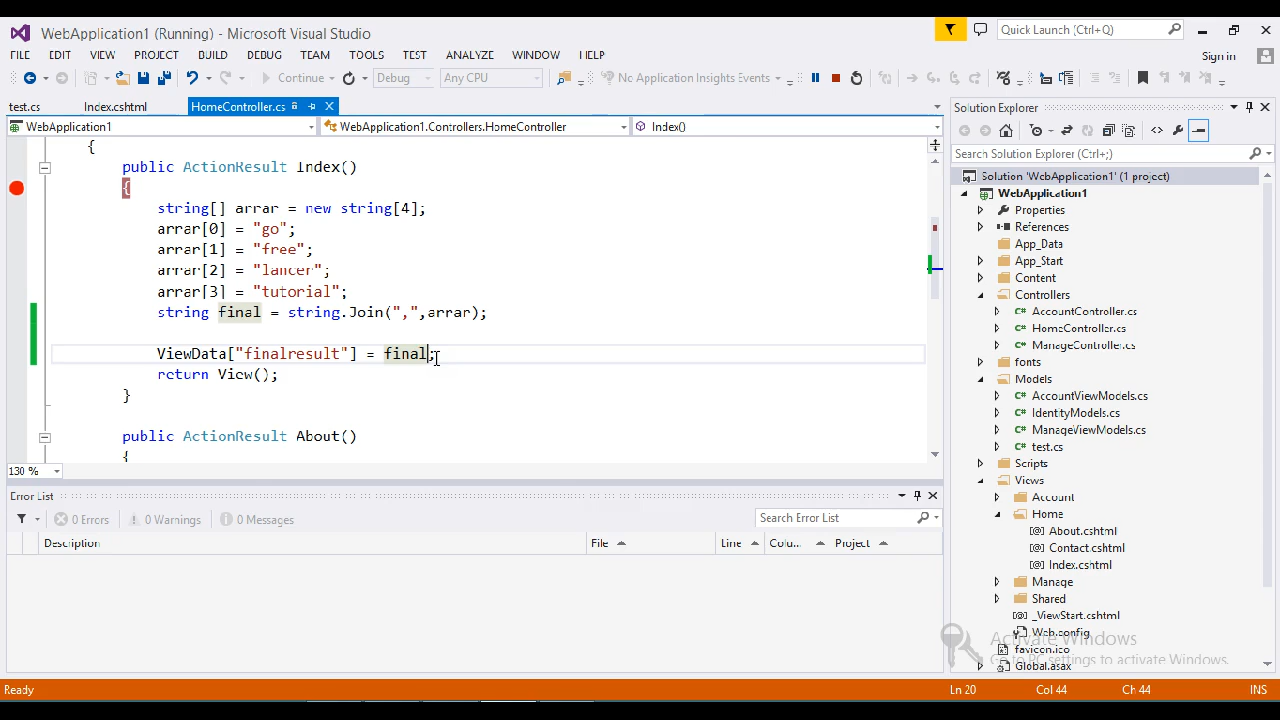 WebApplication1 (Running) - Microsoft Visual Studio
Quick Launch (Ctrl+Q)
FILE EDIT VIEW PROJECT BUILD DEBUG TEAM TOOLS TEST ANALYZE WINDOW HELP
Sign in
Continue Debug Any CPU No Application Insights Events
test.cs Index.cshtml HomeController.cs
WebApplication1 WebApplication1.Controllers.HomeController Index()
{
public ActionResult Index()
{
string[] arrar = new string[4];
arrar[0] = "go";
arrar[1] = "free";
arrar[2] = "lancer";
arrar[3] = "tutorial";
string final = string.Join(",",arrar);
ViewData["finalresult"] = final;
return View();
}
public ActionResult About()
{
130 %
Error List
0 Errors 0 Warnings 0 Messages
Search Error List
Description File Line Colu... Project
Solution Explorer
Search Solution Explorer (Ctrl+;)
Solution 'WebApplication1' (1 project)
WebApplication1
Properties
References
App_Data
App_Start
Content
Controllers
AccountController.cs
HomeController.cs
ManageController.cs
fonts
Models
AccountViewModels.cs
IdentityModels.cs
ManageViewModels.cs
test.cs
Scripts
Views
Account
Home
About.cshtml
Contact.cshtml
Index.cshtml
Manage
Shared
_ViewStart.cshtml
Web.config
favicon.ico
Global.asax
Activate Windows
Go to PC settings to activate Windows.
Ready
Ln 20 Col 44 Ch 44 INS